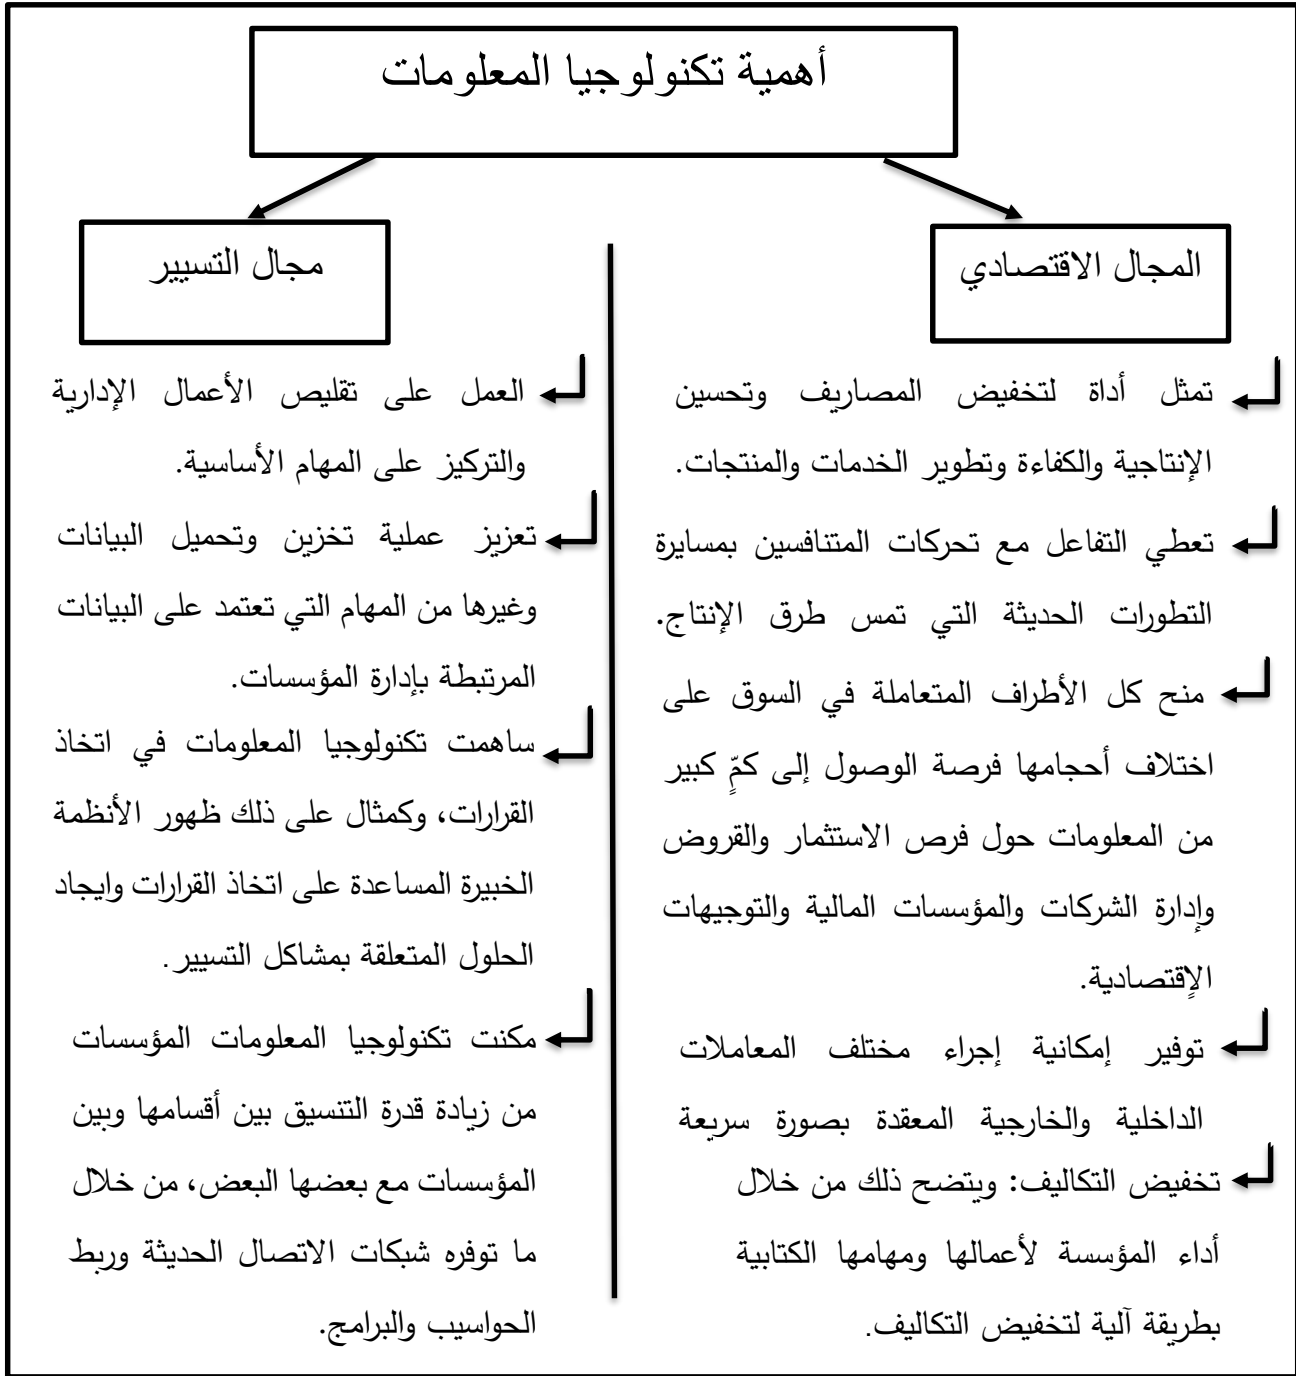 أهمية تكنولوجيا المعلومات
المجال الاقتصادي
تمثل أداة لتخفيض المصاريف وتحسين
الإنتاجية والكفاءة وتطوير الخدمات والمنتجات.
تعطي التفاعل مع تحركات المتنافسين بمسايرة
التطورات الحديثة التي تمس طرق الإنتاج.
منح كل الأطراف المتعاملة في السوق على
اختلاف أحجامها فرصة الوصول إلى كمٍّ كبير
من المعلومات حول فرص الاستثمار والقروض
وإدارة الشركات والمؤسسات المالية والتوجيهات
الإقتصادية.
توفير إمكانية إجراء مختلف المعاملات
الداخلية والخارجية المعقدة بصورة سريعة
تخفيض التكاليف: ويتضح ذلك من خلال
أداء المؤسسة لأعمالها ومهامها الكتابية
بطريقة آلية لتخفيض التكاليف.
مجال التسيير
العمل على تقليص الأعمال الإدارية
والتركيز على المهام الأساسية.
تعزيز عملية تخزين وتحميل البيانات
وغيرها من المهام التي تعتمد على البيانات
المرتبطة بإدارة المؤسسات.
ساهمت تكنولوجيا المعلومات في اتخاذ
القرارات، وكمثال على ذلك ظهور الأنظمة
الخبيرة المساعدة على اتخاذ القرارات وايجاد
الحلول المتعلقة بمشاكل التسيير.
مكنت تكنولوجيا المعلومات المؤسسات
من زيادة قدرة التنسيق بين أقسامها وبين
المؤسسات مع بعضها البعض، من خلال
ما توفره شبكات الاتصال الحديثة وربط
الحواسيب والبرامج.